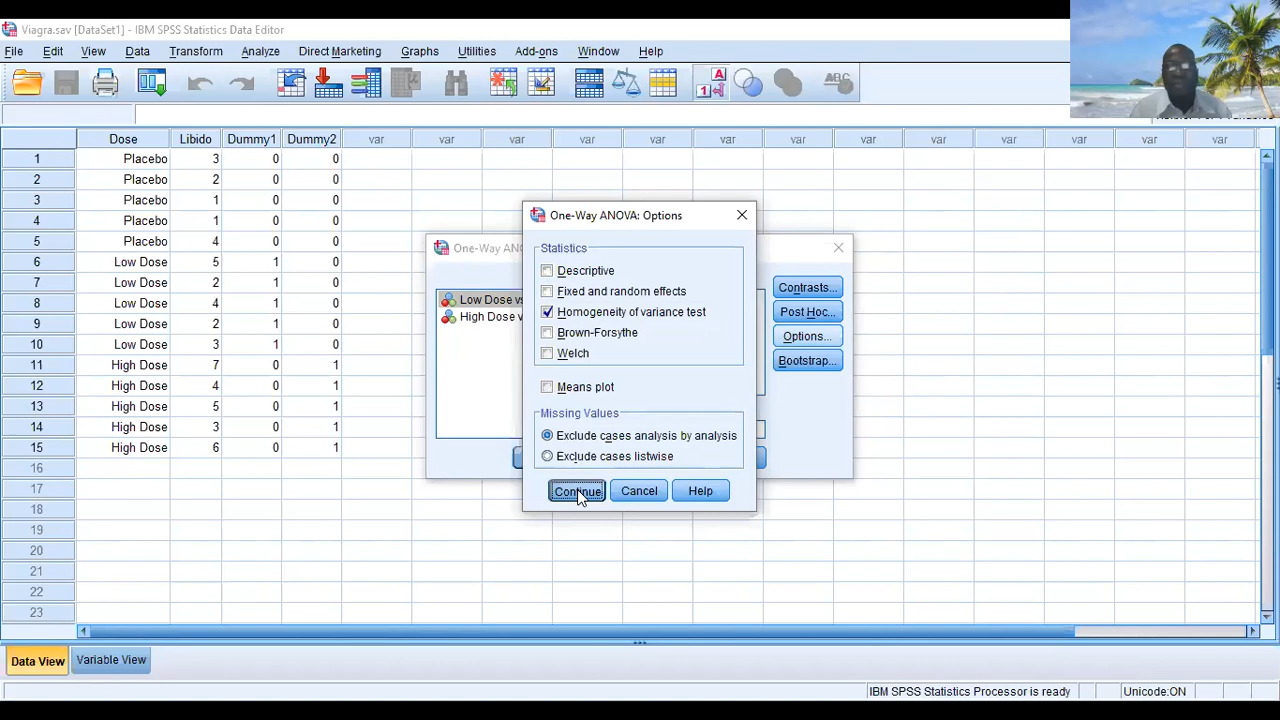 Viagra.sav [DataSet1] - IBM SPSS Statistics Data Editor
File Edit View Data Transform Analyze Direct Marketing Graphs Utilities Add-ons Window Help
Dose Libido Dummy1 Dummy2 var var var var var var var var var var var var var
1 Placebo 3 0 0
2 Placebo 2 0 0
3 Placebo 1 0 0
4 Placebo 1 0 0
5 Placebo 4 0 0
6 Low Dose 5 1 0
7 Low Dose 2 1 0
8 Low Dose 4 1 0
9 Low Dose 2 1 0
10 Low Dose 3 1 0
11 High Dose 7 0 1
12 High Dose 4 0 1
13 High Dose 5 0 1
14 High Dose 3 0 1
15 High Dose 6 0 1
16
17
18
19
20
21
22
23
One-Way AN
Low Dose vs
High Dose v
Contrasts...
Post Hoc...
Options...
Bootstrap...
One-Way ANOVA: Options
Statistics
Descriptive
Fixed and random effects
Homogeneity of variance test
Brown-Forsythe
Welch
Means plot
Missing Values
Exclude cases analysis by analysis
Exclude cases listwise
Continue Cancel Help
Data View Variable View
IBM SPSS Statistics Processor is ready Unicode:ON